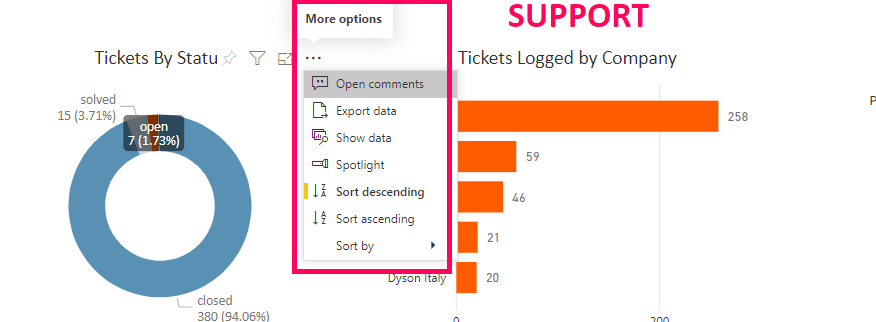 More options
SUPPORT
Tickets By Statu
Tickets Logged by Company
Open comments
Export data
Show data
Spotlight
Sort descending
Sort ascending
Sort by
solved
15 (3.71%)
open
7 (1.73%)
closed
380 (94.06%)
258
59
46
21
Dyson Italy
20
0
200
P